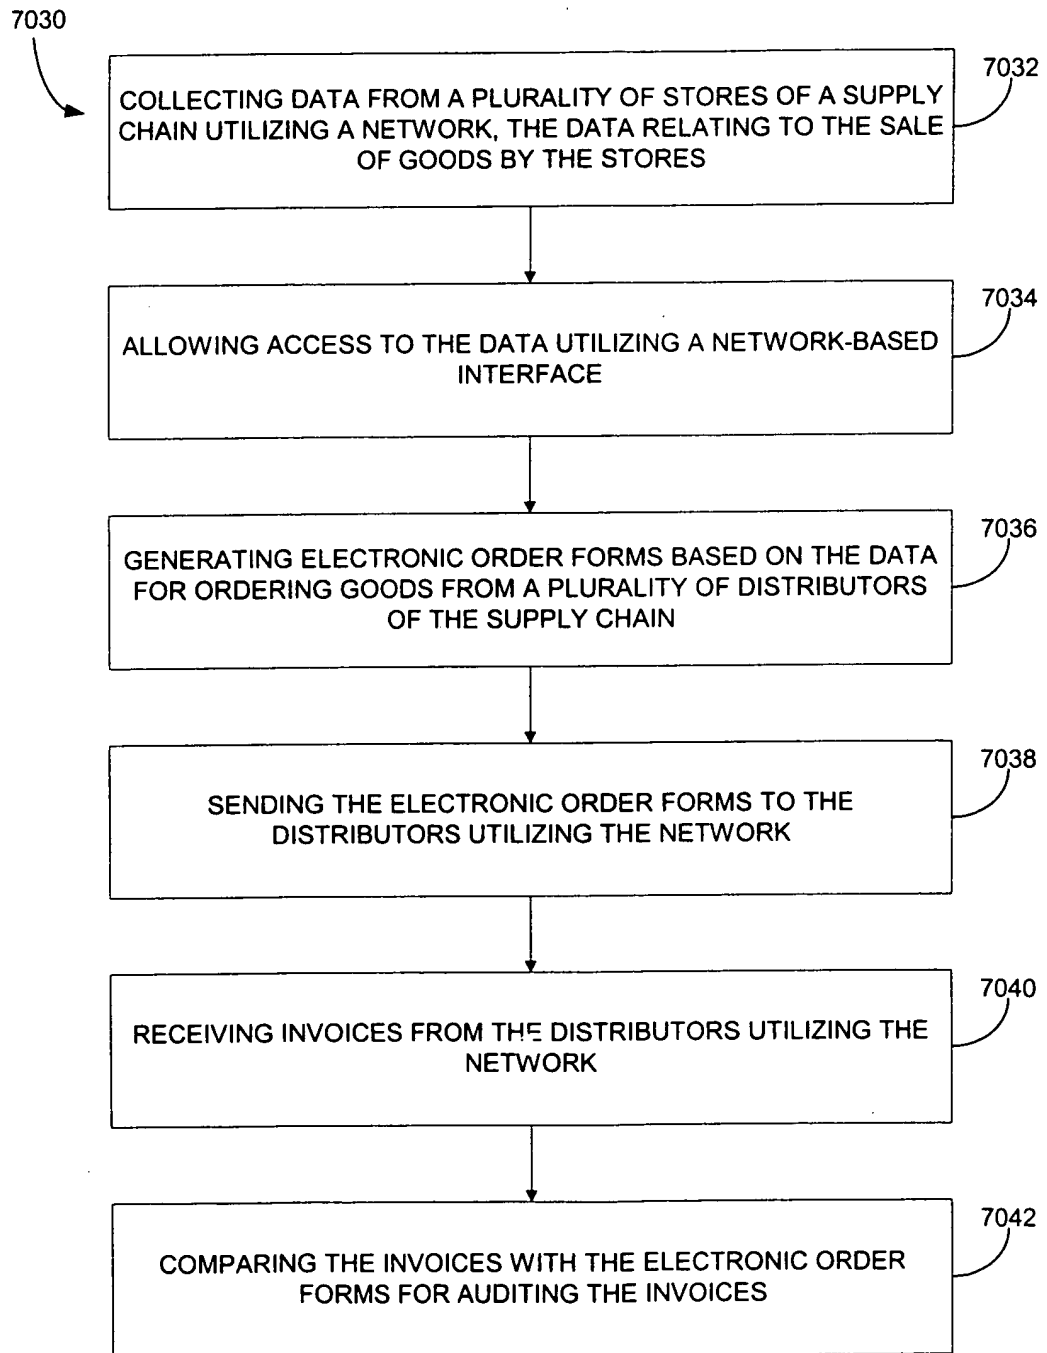 7030
7032
COLLECTING DATA FROM A PLURALITY OF STORES OF A SUPPLY
CHAIN UTILIZING A NETWORK, THE DATA RELATING TO THE SALE
OF GOODS BY THE STORES
7034
ALLOWING ACCESS TO THE DATA UTILIZING A NETWORK-BASED
INTERFACE
7036
GENERATING ELECTRONIC ORDER FORMS BASED ON THE DATA
FOR ORDERING GOODS FROM A PLURALITY OF DISTRIBUTORS
OF THE SUPPLY CHAIN
7038
SENDING THE ELECTRONIC ORDER FORMS TO THE
DISTRIBUTORS UTILIZING THE NETWORK
7040
RECEIVING INVOICES FROM THE DISTRIBUTORS UTILIZING THE
NETWORK
7042
COMPARING THE INVOICES WITH THE ELECTRONIC ORDER
FORMS FOR AUDITING THE INVOICES